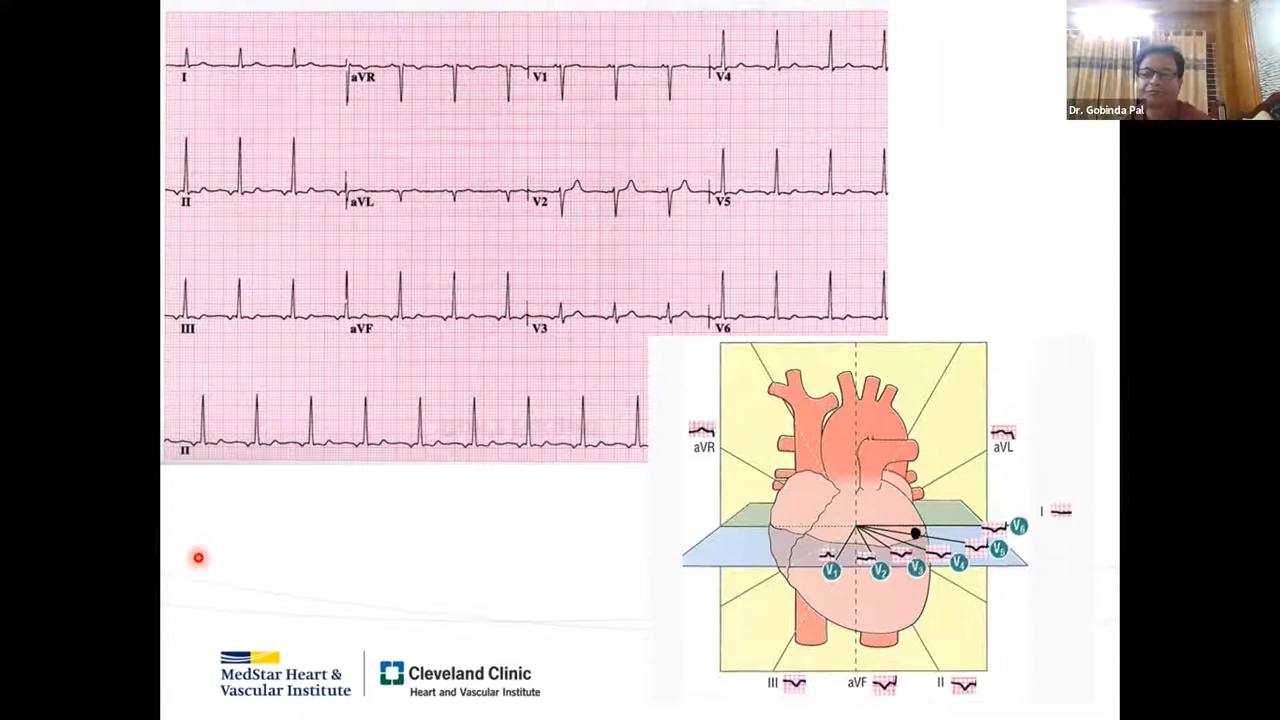 Dr. Gobinda Pal
I aVR V1 V4
II aVL V2 V5
III aVF V3 V6
II
aVR aVL
I
V6
V5
V4
V1 V2 V3
III aVF II
MedStar Heart &
Vascular Institute
Cleveland Clinic
Heart and Vascular Institute